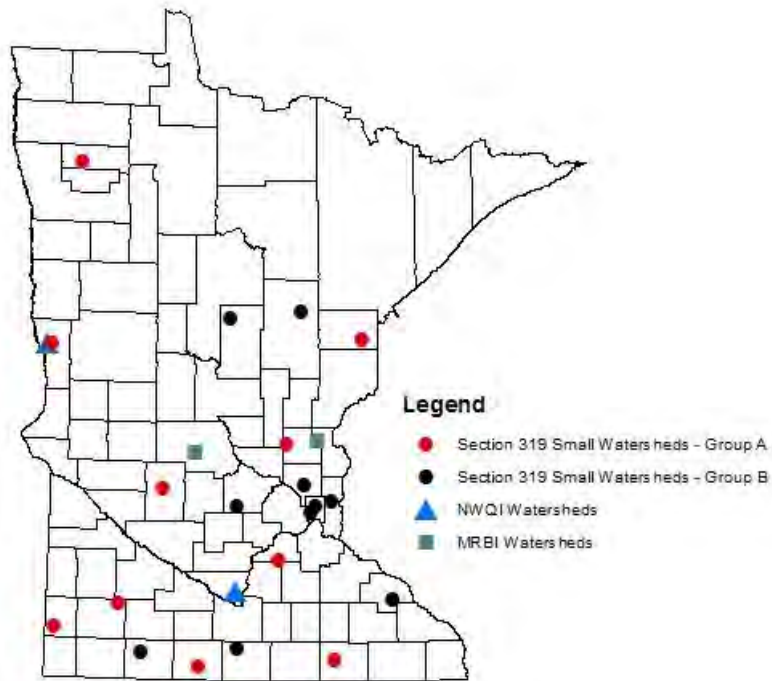 Legend
Section 319 Small Watersheds - Group A
Section 319 Small Watersheds - Group B
NWQI Watersheds
MRBI Watersheds